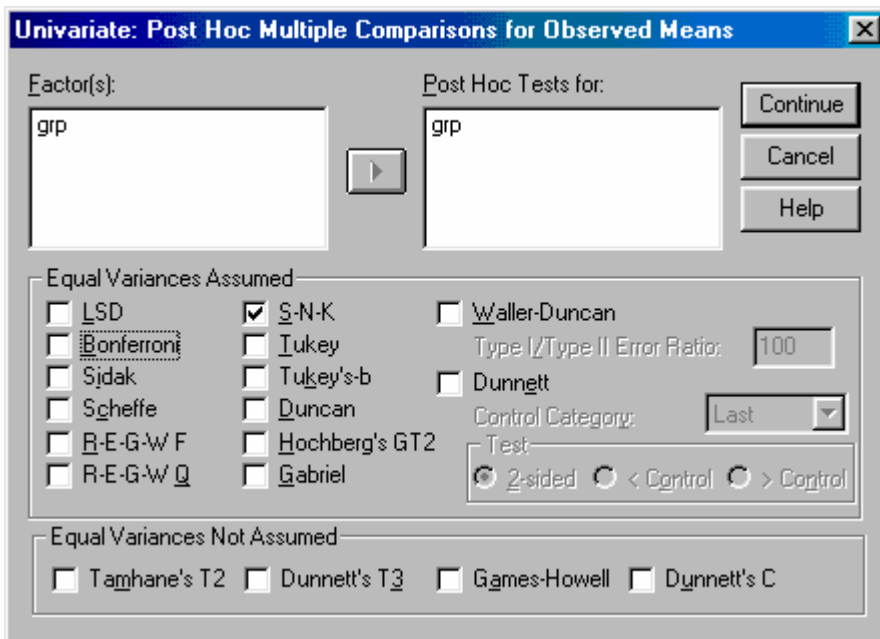 Univariate: Post Hoc Multiple Comparisons for Observed Means
Factor(s):
grp
Post Hoc Tests for:
grp
Continue
Cancel
Help
Equal Variances Assumed
LSD
Bonferroni
Sidak
Scheffe
R-E-G-W F
R-E-G-W Q
S-N-K
Tukey
Tukey's-b
Duncan
Hochberg's GT2
Gabriel
Waller-Duncan
Type I/Type II Error Ratio: 100
Dunnett
Control Category: Last
Test
2-sided < Control > Control
Equal Variances Not Assumed
Tamhane's T2 Dunnett's T3 Games-Howell Dunnett's C